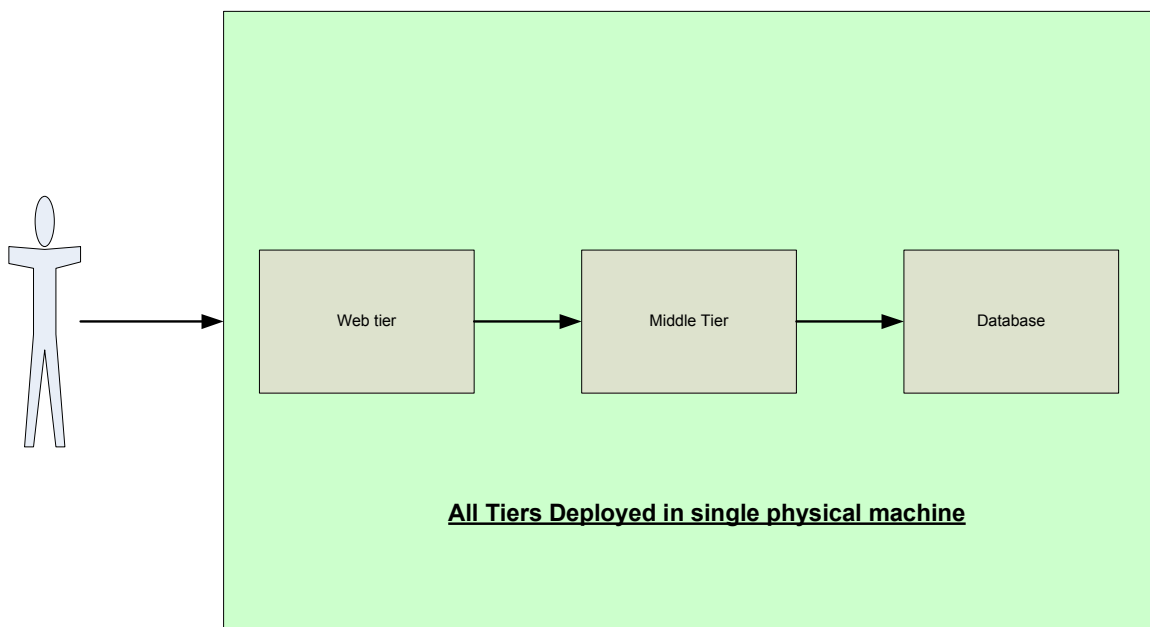 Web tier
Middle Tier
Database
All Tiers Deployed in single physical machine